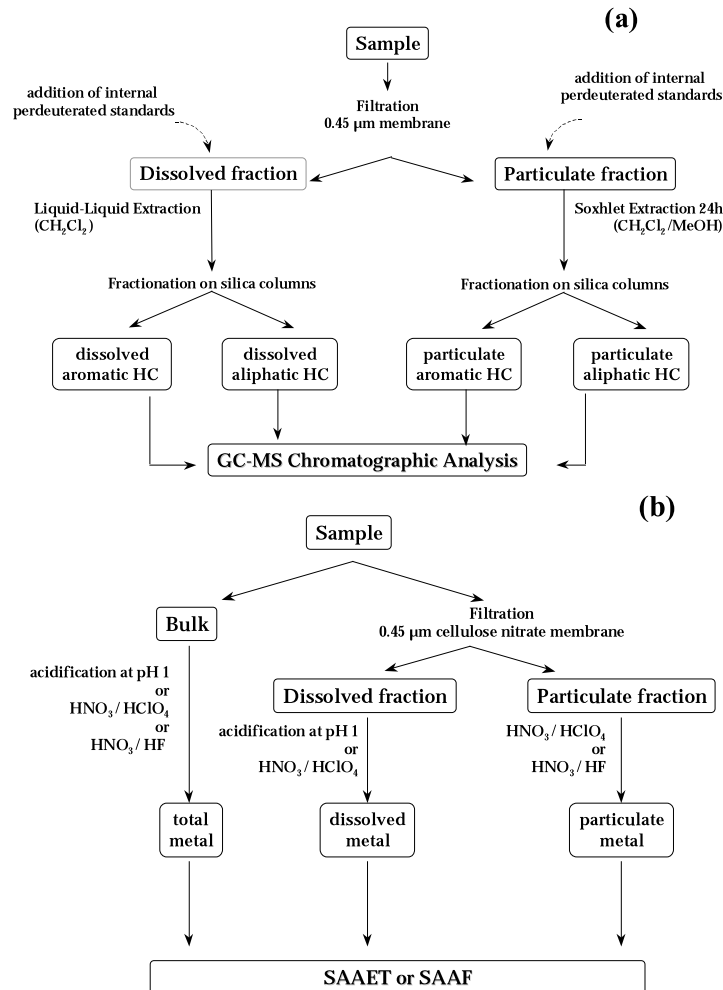 (a)
Sample
addition of internal
perdeuterated standards
addition of internal
perdeuterated standards
Filtration
0.45 µm membrane
Dissolved fraction
Particulate fraction
Liquid-Liquid Extraction
(CH₂Cl₂)
Soxhlet Extraction 24h
(CH₂Cl₂/MeOH)
Fractionation on silica columns
Fractionation on silica columns
dissolved
aromatic HC
dissolved
aliphatic HC
particulate
aromatic HC
particulate
aliphatic HC
GC-MS Chromatographic Analysis
(b)
Sample
Bulk
Filtration
0.45 µm cellulose nitrate membrane
acidification at pH 1
or
HNO₃/HClO₄
or
HNO₃/HF
Dissolved fraction
Particulate fraction
acidification at pH 1
or
HNO₃/HClO₄
HNO₃/HClO₄
or
HNO₃/HF
total
metal
dissolved
metal
particulate
metal
SAAET or SAAF